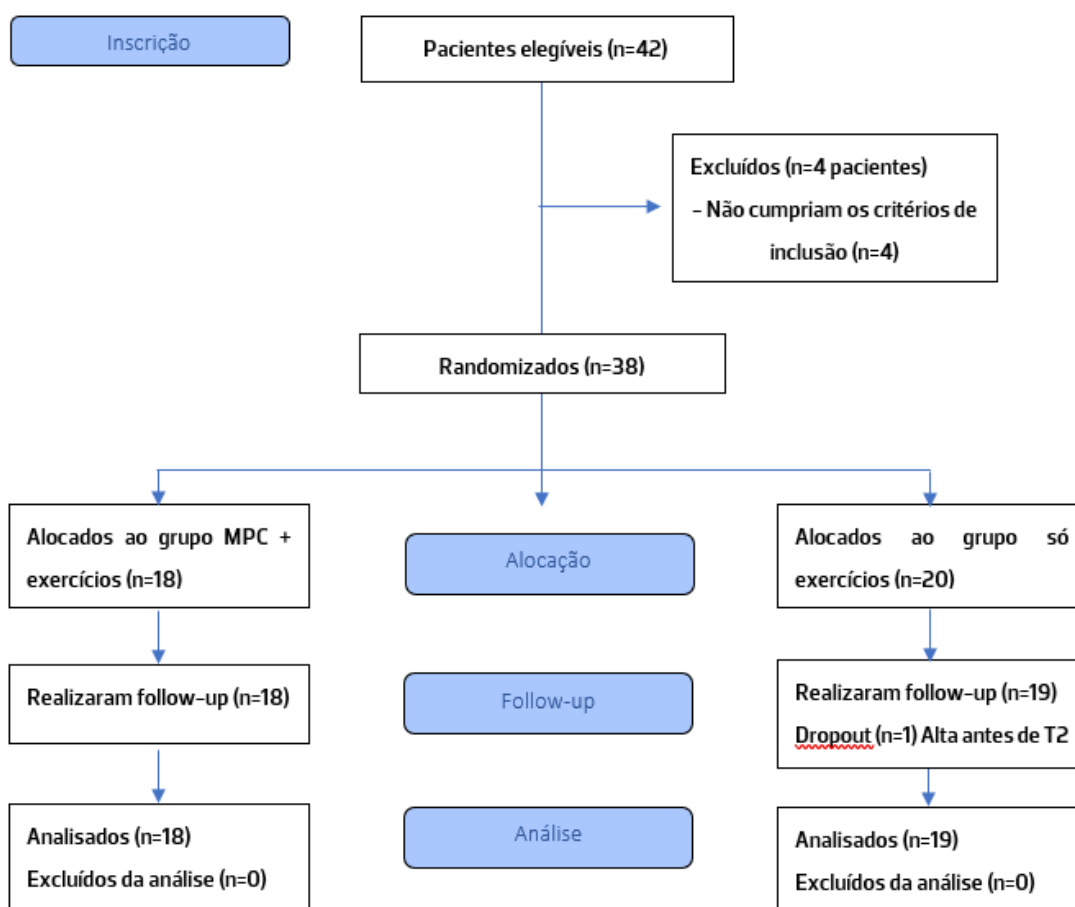 Inscrição
Pacientes elegíveis (n=42)
Excluídos (n=4 pacientes)
– Não cumpriam os critérios de
inclusão (n=4)
Randomizados (n=38)
Alocados ao grupo MPC +
exercícios (n=18)
Alocação
Alocados ao grupo só
exercícios (n=20)
Realizaram follow-up (n=18)
Follow-up
Realizaram follow-up (n=19)
Dropout (n=1) Alta antes de T2
Analisados (n=18)
Excluídos da análise (n=0)
Análise
Analisados (n=19)
Excluídos da análise (n=0)